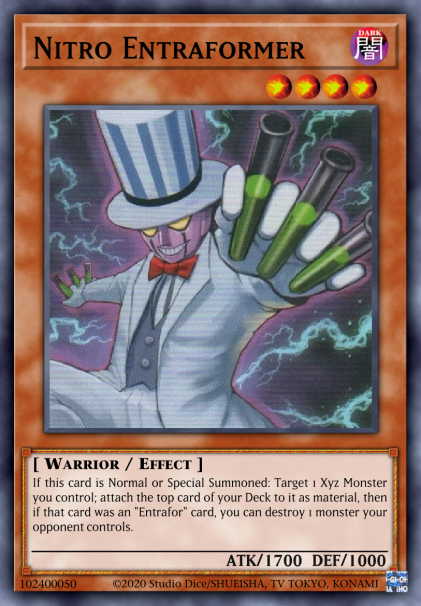 NITRO ENTRAFORMER
DARK
闇
[ WARRIOR / EFFECT ]
If this card is Normal or Special Summoned: Target 1 Xyz Monster
you control; attach the top card of your Deck to it as material, then
if that card was an "Entrafor" card, you can destroy 1 monster your
opponent controls.
ATK/1700 DEF/1000
102400050 ©2020 Studio Dice/SHUEISHA, TV TOKYO, KONAMI